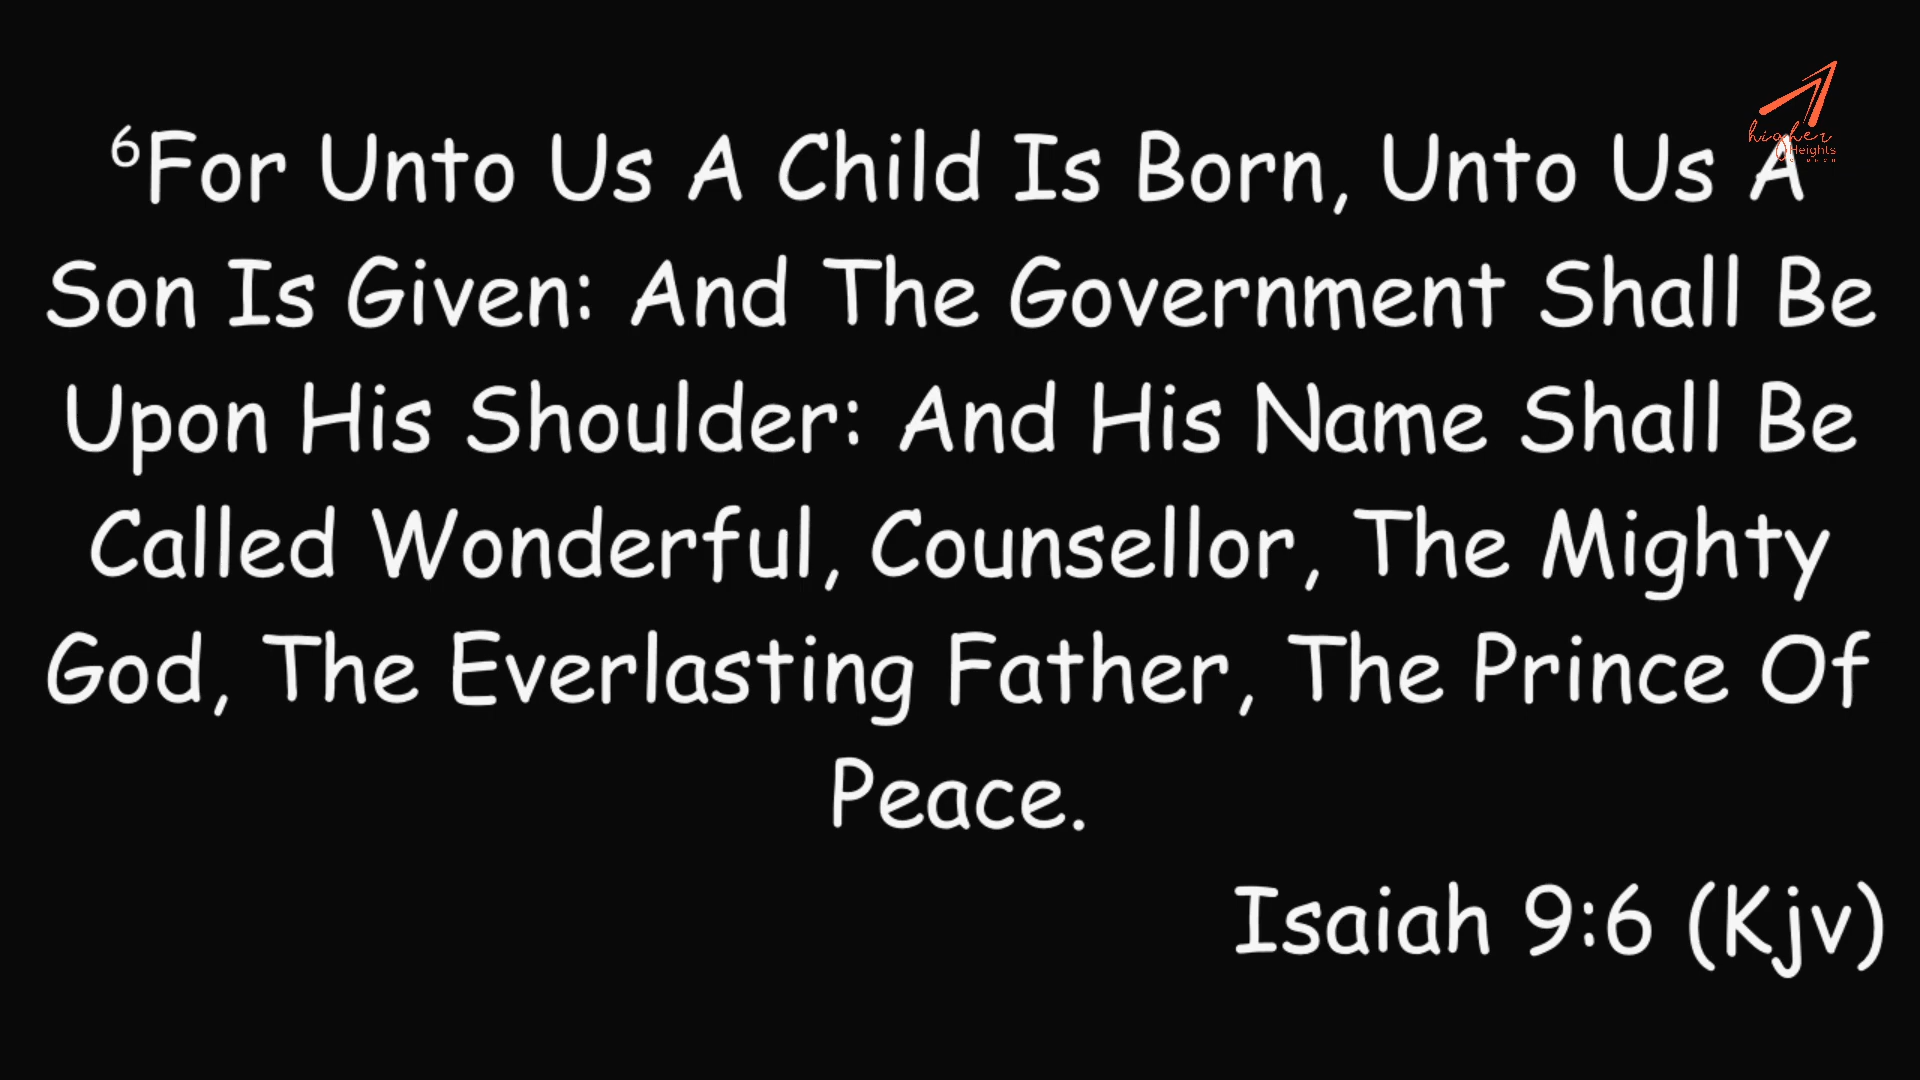 higher
Heights
CHURCH
⁶For Unto Us A Child Is Born, Unto Us A
Son Is Given: And The Government Shall Be
Upon His Shoulder: And His Name Shall Be
Called Wonderful, Counsellor, The Mighty
God, The Everlasting Father, The Prince Of
Peace.
Isaiah 9:6 (Kjv)